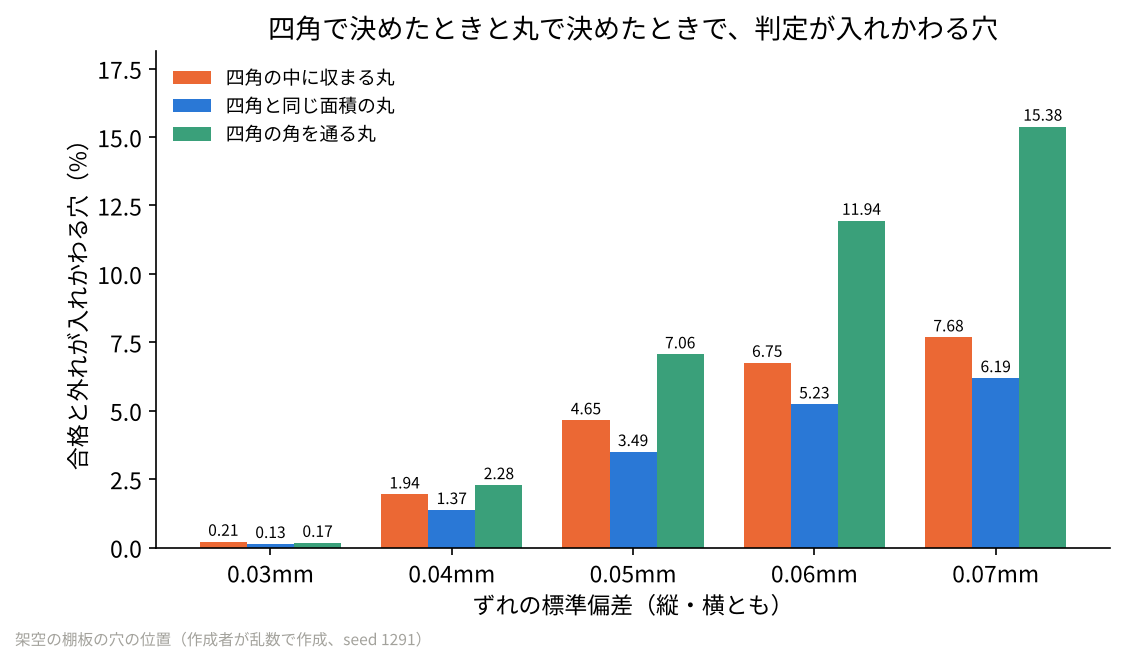 四角で決めたときと丸で決めたときで、判定が入れかわる穴
合格と外れが入れかわる穴（%）
17.5
15.0
12.5
10.0
7.5
5.0
2.5
0.0
四角の中に収まる丸
四角と同じ面積の丸
四角の角を通る丸
0.21 0.13 0.17
1.94 1.37 2.28
4.65 3.49 7.06
6.75 5.23 11.94
7.68 6.19 15.38
0.03mm 0.04mm 0.05mm 0.06mm 0.07mm
ずれの標準偏差（縦・横とも）
架空の棚板の穴の位置（作成者が乱数で作成、seed 1291）